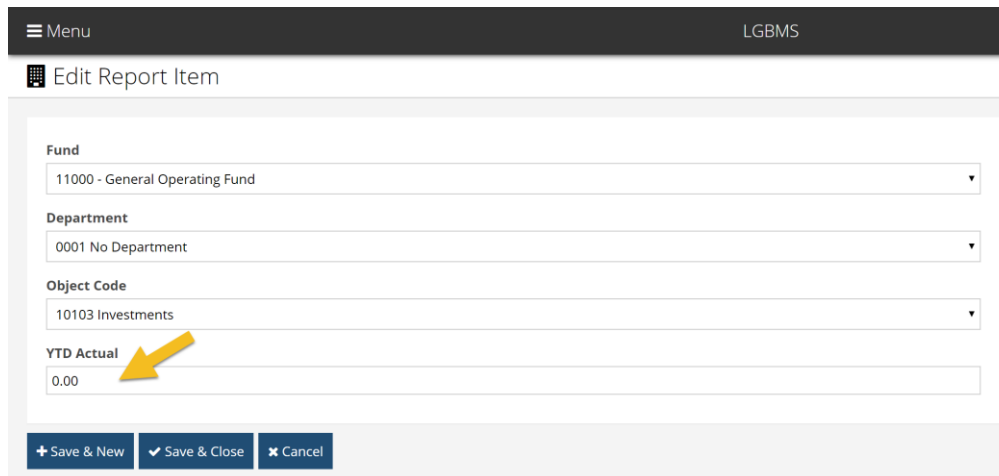 Menu
LGBMS
Edit Report Item
Fund
11000 - General Operating Fund
Department
0001 No Department
Object Code
10103 Investments
YTD Actual
0.00
Save & New
Save & Close
Cancel